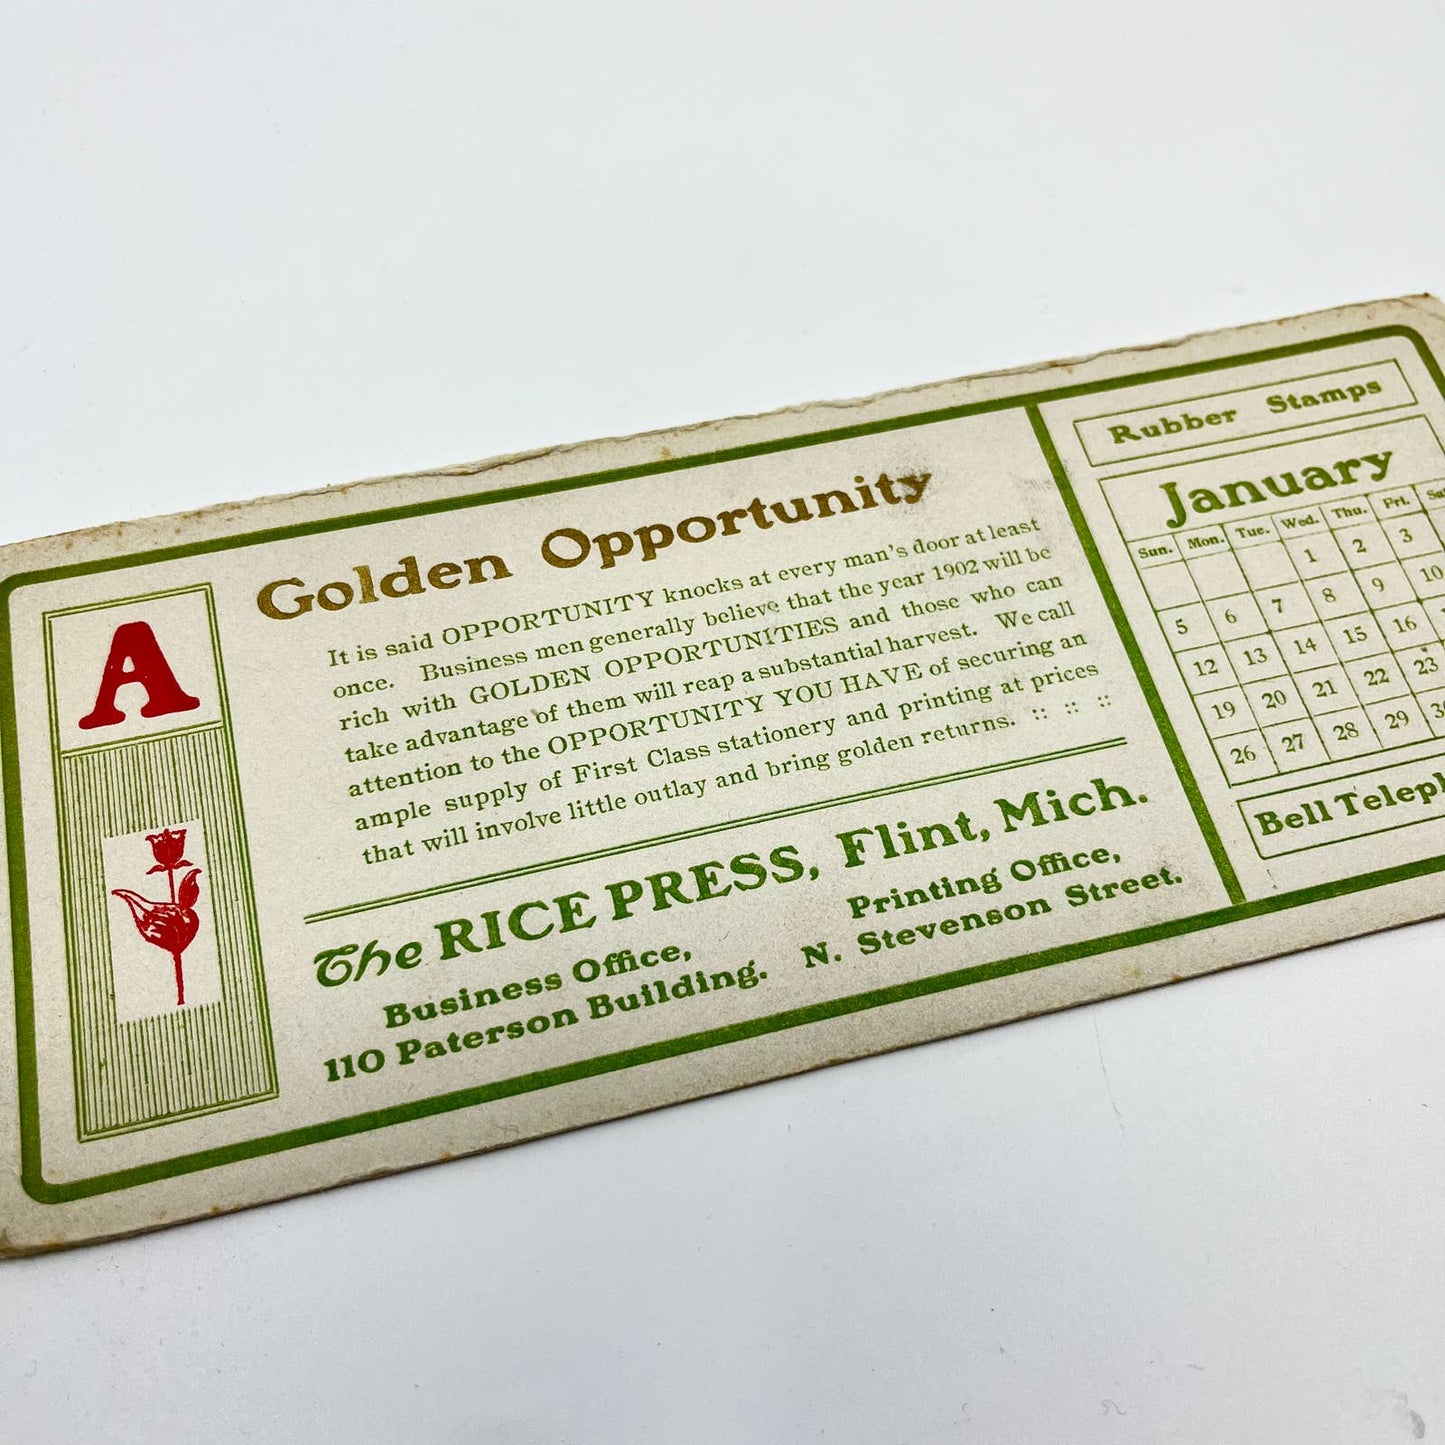 A
Golden Opportunity
It is said OPPORTUNITY knocks at every man's door at least
once. Business men generally believe that the year 1902 will be
rich with GOLDEN OPPORTUNITIES and those who can
take advantage of them will reap a substantial harvest. We call
attention to the OPPORTUNITY YOU HAVE of securing an
ample supply of First Class stationery and printing at prices
that will involve little outlay and bring golden returns. :: :: ::
The RICE PRESS, Flint, Mich.
Business Office,
110 Paterson Building.
Printing Office,
N. Stevenson Street.
Rubber Stamps
January
Sun. Mon. Tue. Wed. Thu. Fri.
1 2 3
5 6 7 8 9 10
12 13 14 15 16
19 20 21 22 23
26 27 28 29
Bell